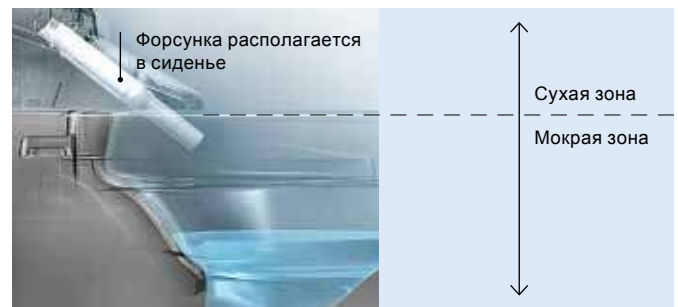 Форсунка располагается
в сиденье
Сухая зона
Мокрая зона